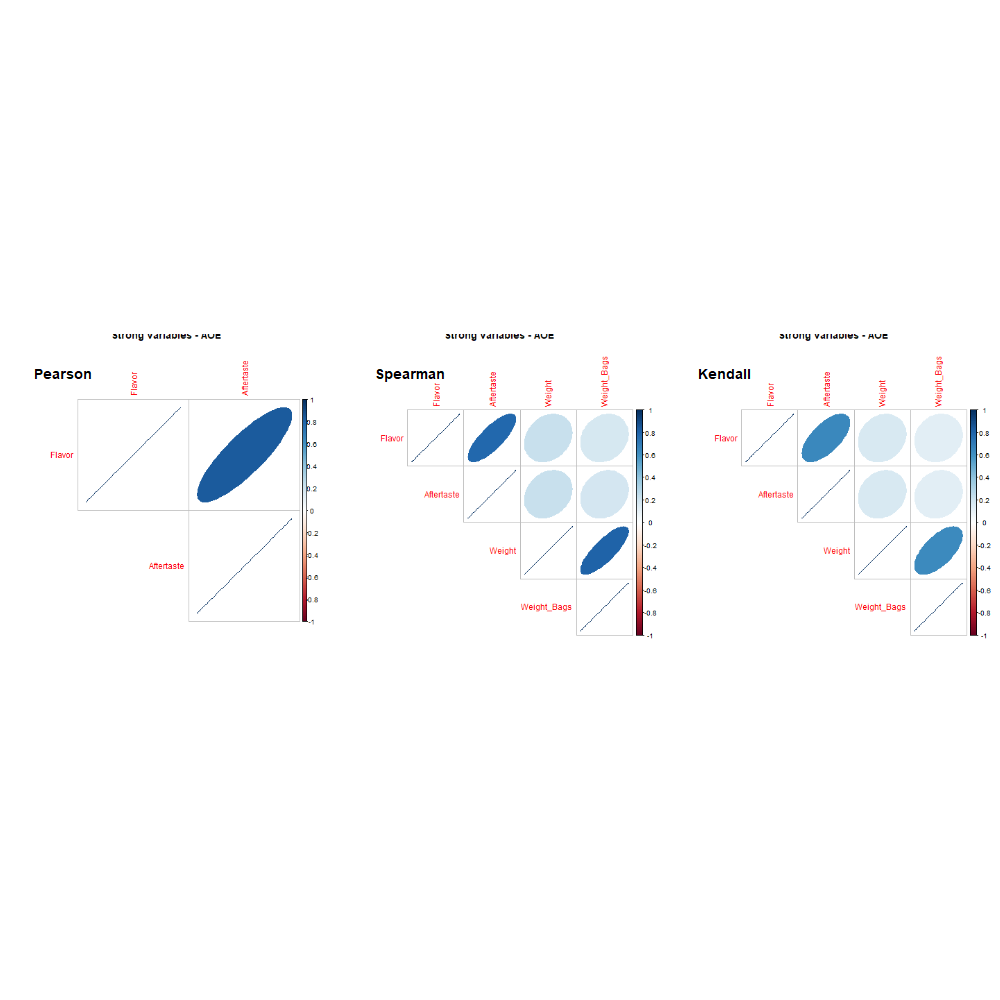 Strong Variables - AOE
Pearson
Flavor
Aftertaste
Flavor
Aftertaste
1
0.8
0.6
0.4
0.2
0
-0.2
-0.4
-0.6
-0.8
-1
Strong Variables - AOE
Spearman
Flavor
Aftertaste
Weight
Weight_Bags
Flavor
Aftertaste
Weight
Weight_Bags
1
0.8
0.6
0.4
0.2
0
-0.2
-0.4
-0.6
-0.8
-1
Strong Variables - AOE
Kendall
Flavor
Aftertaste
Weight
Weight_Bags
Flavor
Aftertaste
Weight
Weight_Bags
1
0.8
0.6
0.4
0.2
0
-0.2
-0.4
-0.6
-0.8
-1